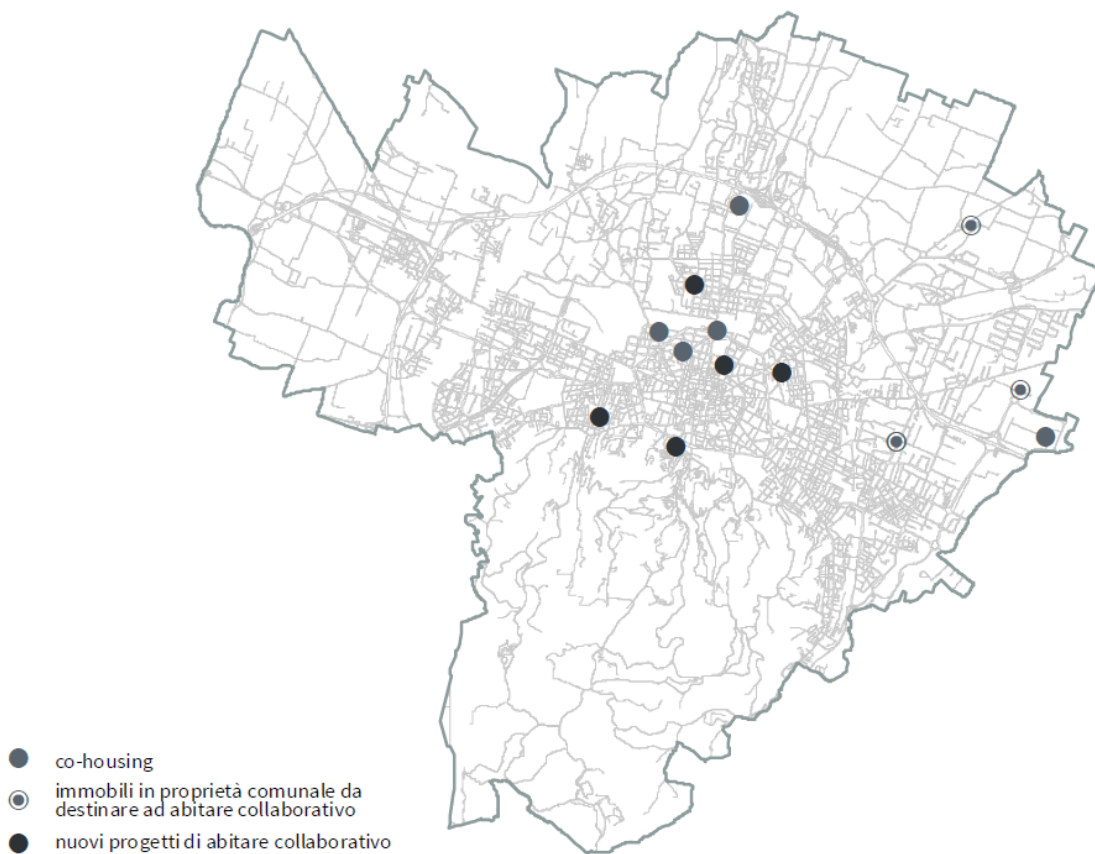 co-housing
immobili in proprietà comunale da
destinare ad abitare collaborativo
nuovi progetti di abitare collaborativo